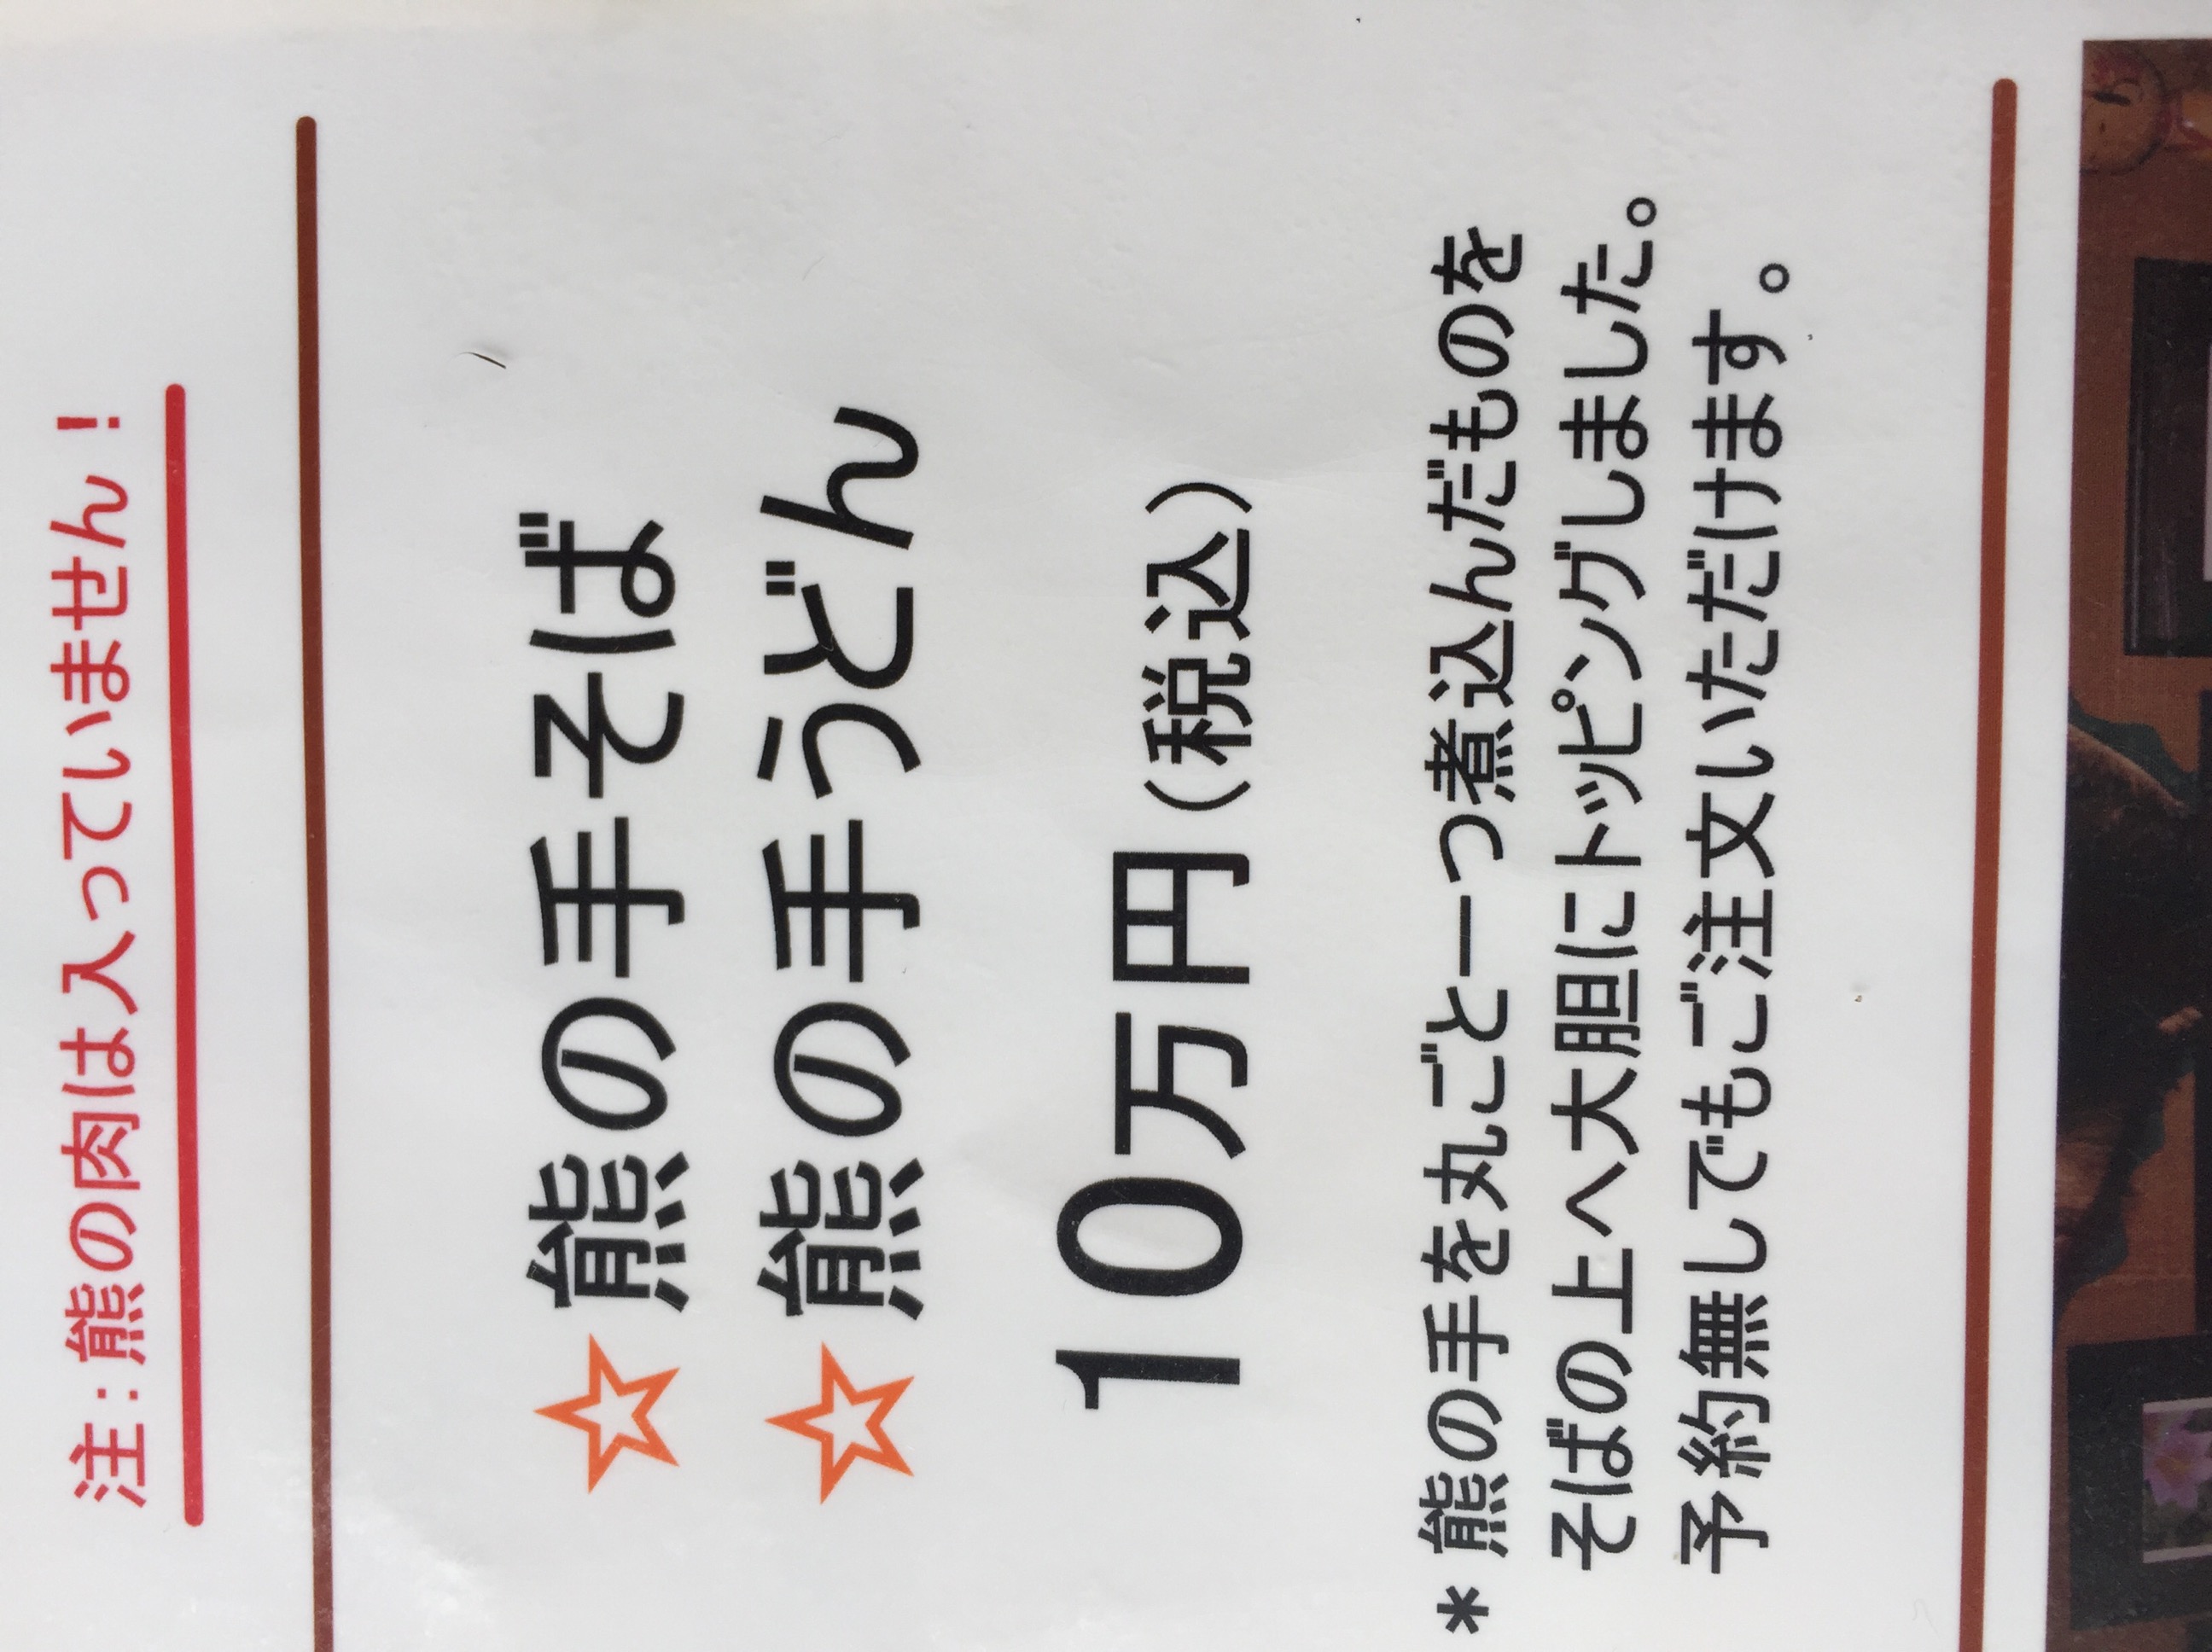 注：熊の肉は入っていません！
☆熊の手そば
☆熊の手うどん
10万円（税込）
＊熊の手を丸ごと一つ煮込んだものを
そばの上へ大胆にトッピングしました。
予約無しでもご注文いただけます。